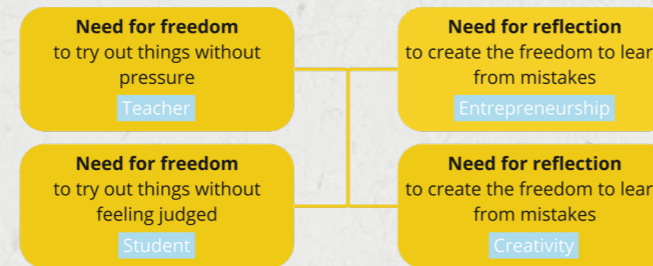 Need for freedom
to try out things without
pressure
Teacher
Need for freedom
to try out things without
feeling judged
Student
Need for reflection
to create the freedom to lear
from mistakes
Entrepreneurship
Need for reflection
to create the freedom to lear
from mistakes
Creativity